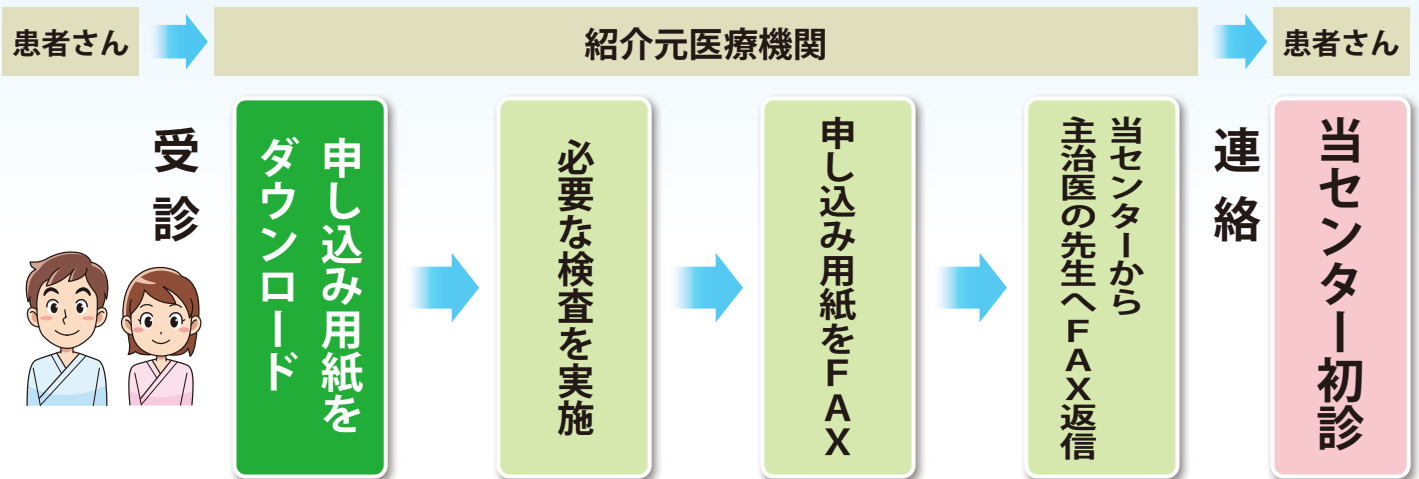 患者さん
紹介元医療機関
患者さん
受診
申し込み用紙を
ダウンロード
必要な検査を実施
申し込み用紙をFAX
当センターから
主治医の先生へFAX返信
連絡
当センター初診